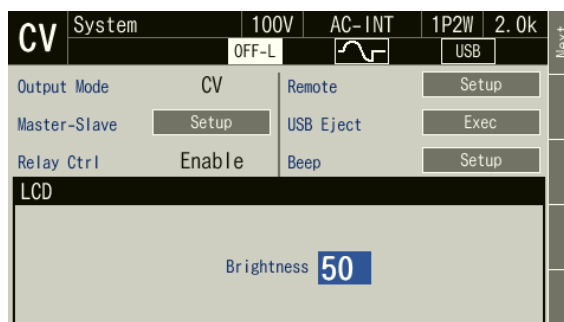 CV System 100V AC-INT 1P2W 2.0k
OFF-L USB
Next
Output Mode CV Remote Setup
Master-Slave Setup USB Eject Exec
Relay Ctrl Enable Beep Setup
LCD
Brightness 50